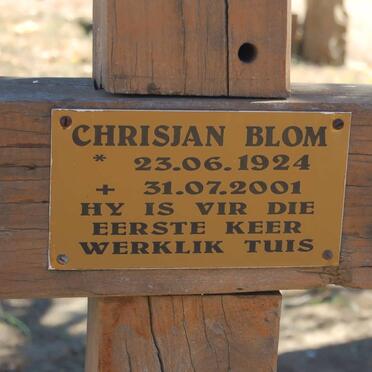 CHRISJAN BLOM
* 23.06.1924
+ 31.07.2001
HY IS VIR DIE
EERSTE KEER
WERKLIK TUIS